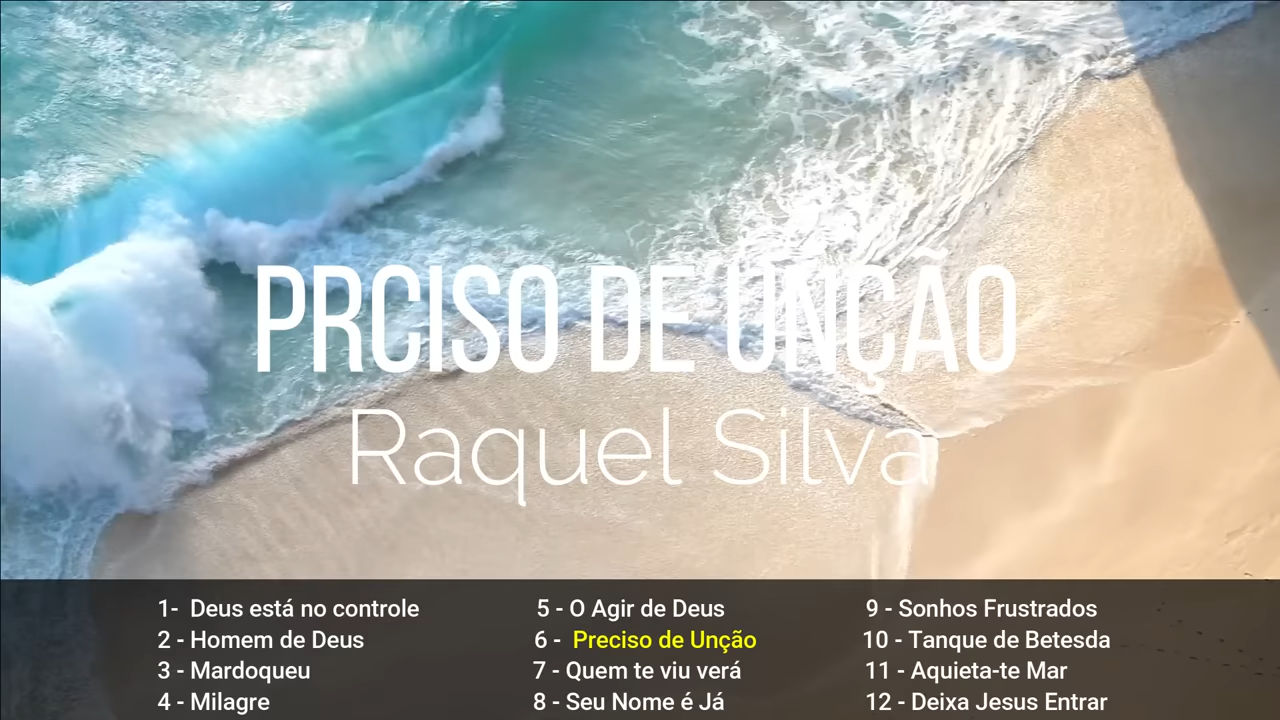 PRCISO DE UNÇÃO
Raquel Silva
1- Deus está no controle
2 - Homem de Deus
3 - Mardoqueu
4 - Milagre
5 - O Agir de Deus
6 - Preciso de Unção
7 - Quem te viu verá
8 - Seu Nome é Já
9 - Sonhos Frustrados
10 - Tanque de Betesda
11 - Aquieta-te Mar
12 - Deixa Jesus Entrar